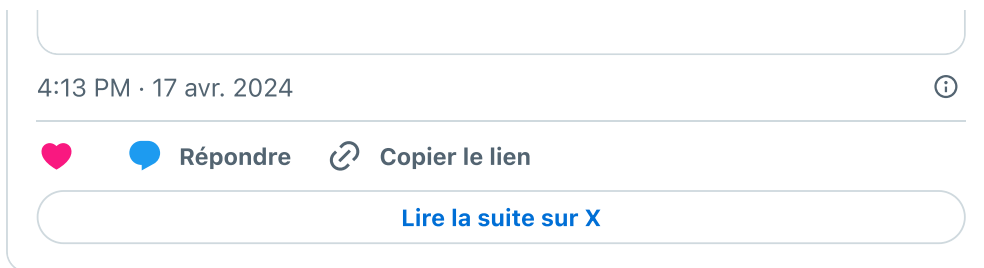 4:13 PM · 17 avr. 2024
Répondre Copier le lien
Lire la suite sur X